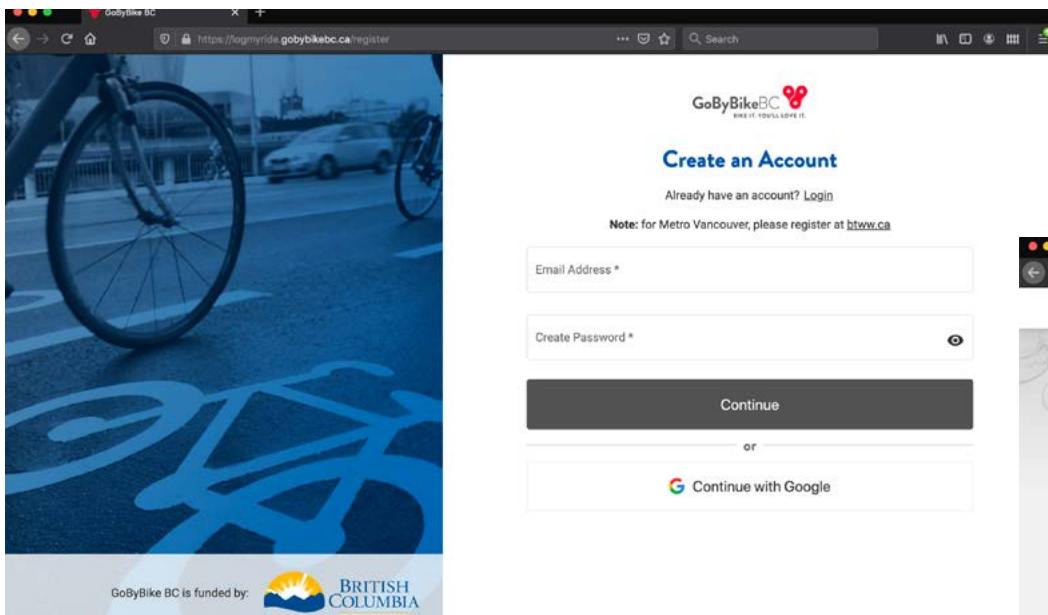 GoByBike BC
https://logmyride.gobybikebc.ca/register
Search
GoByBikeBC
BIKE IT. YOU'LL LOVE IT.
Create an Account
Already have an account? Login
Note: for Metro Vancouver, please register at btww.ca
Email Address *
Create Password *
Continue
or
Continue with Google
GoByBike BC is funded by:
BRITISH
COLUMBIA